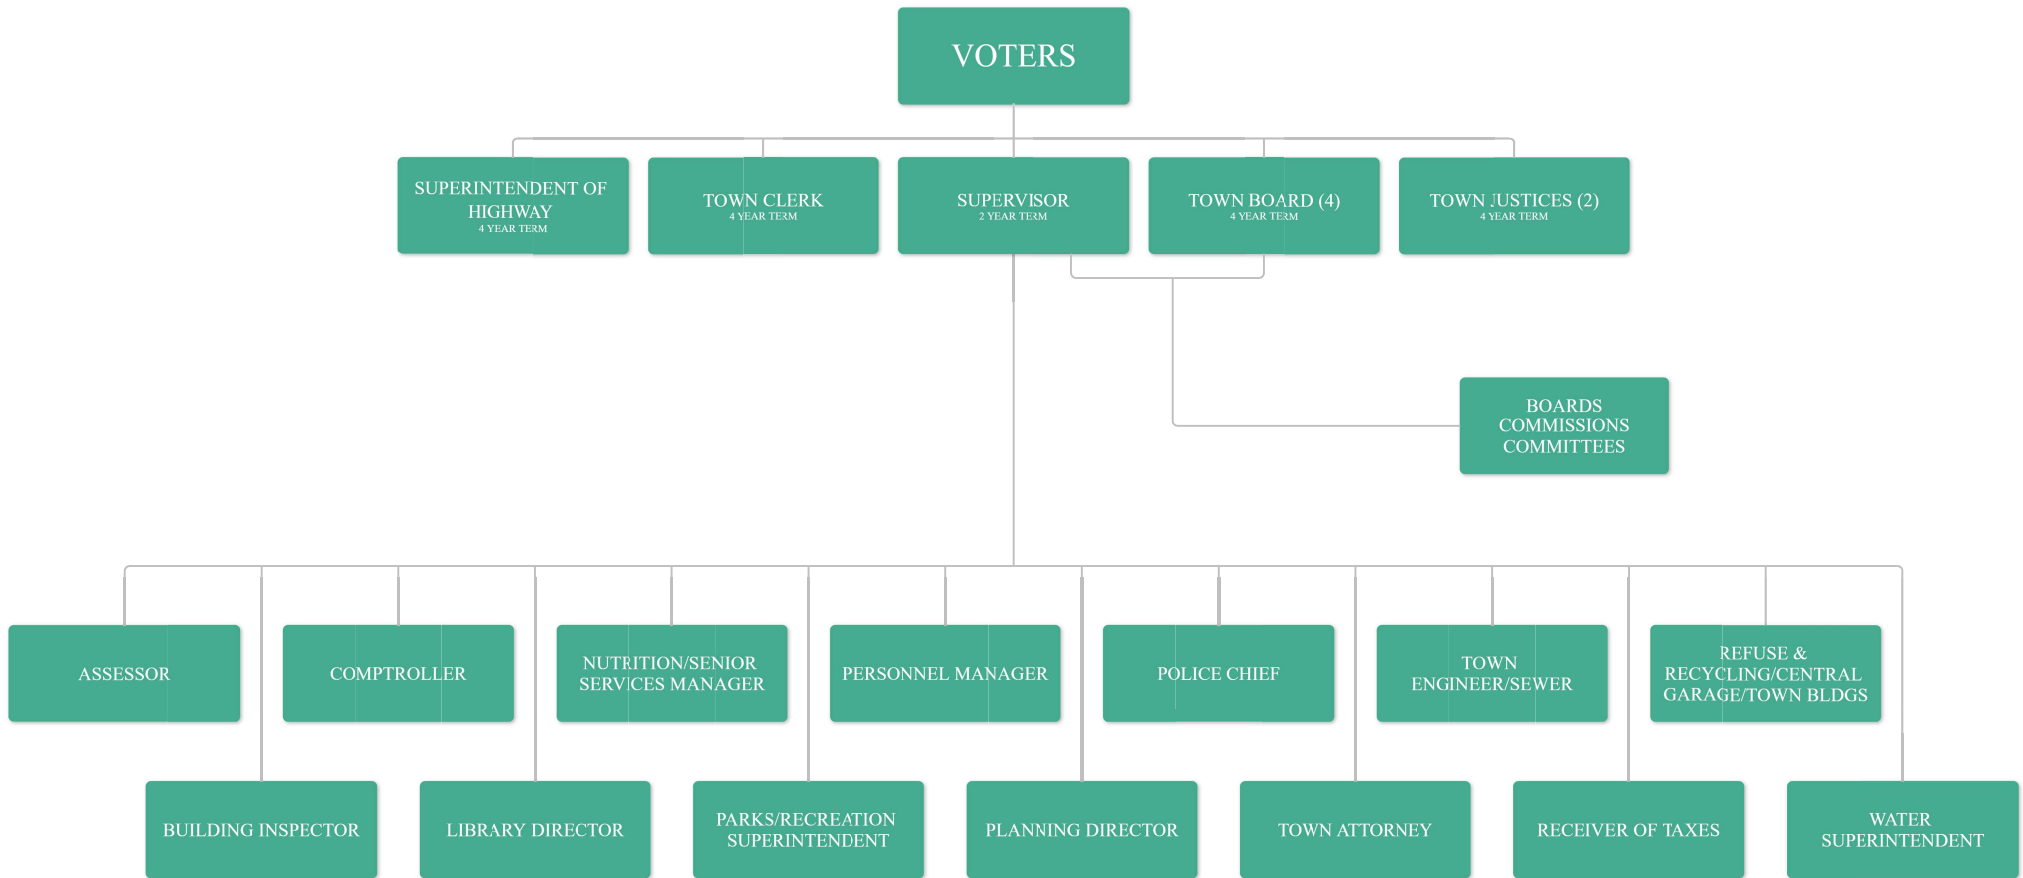 VOTERS
SUPERINTENDENT OF
HIGHWAY
4 YEAR TERM
TOWN CLERK
4 YEAR TERM
SUPERVISOR
2 YEAR TERM
TOWN BOARD (4)
4 YEAR TERM
TOWN JUSTICES (2)
4 YEAR TERM
BOARDS
COMMISSIONS
COMMITTEES
ASSESSOR
COMPTROLLER
NUTRITION/SENIOR
SERVICES MANAGER
PERSONNEL MANAGER
POLICE CHIEF
TOWN
ENGINEER/SEWER
REFUSE &
RECYCLING/CENTRAL
GARAGE/TOWN BLDGS
BUILDING INSPECTOR
LIBRARY DIRECTOR
PARKS/RECREATION
SUPERINTENDENT
PLANNING DIRECTOR
TOWN ATTORNEY
RECEIVER OF TAXES
WATER
SUPERINTENDENT